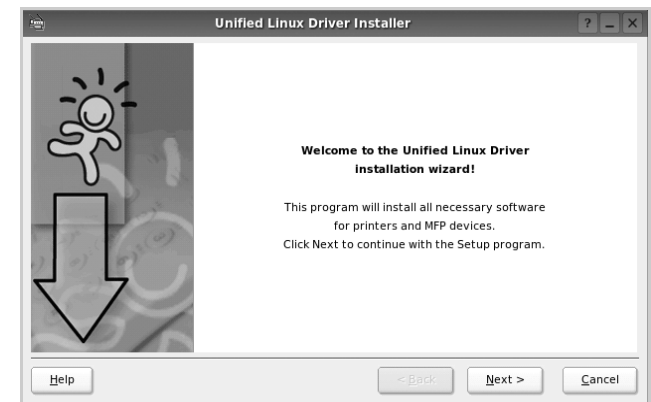 Unified Linux Driver Installer
Welcome to the Unified Linux Driver
installation wizard!
This program will install all necessary software
for printers and MFP devices.
Click Next to continue with the Setup program.
Help
< Back
Next >
Cancel